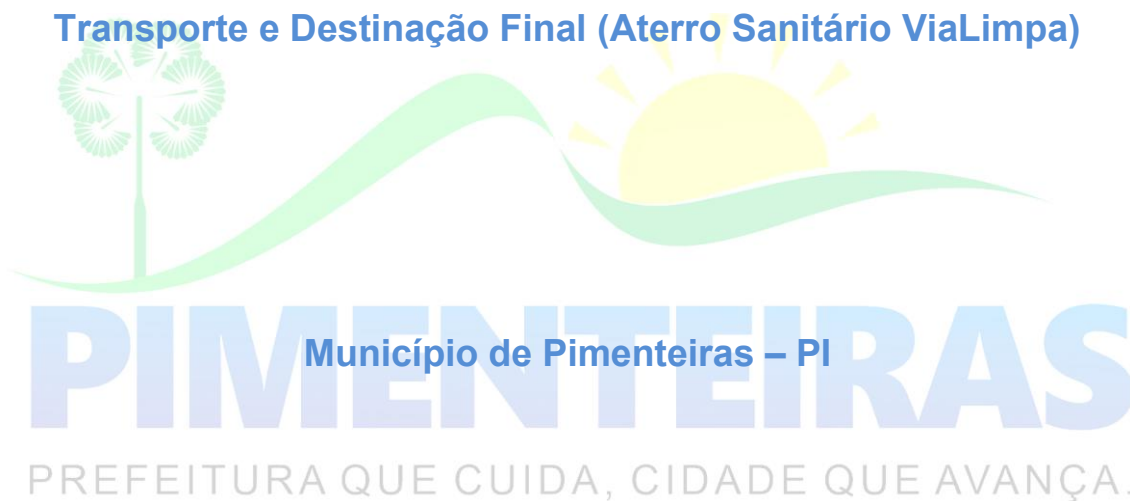 Transporte e Destinação Final (Aterro Sanitário ViaLimpa)
Município de Pimenteiras – PI
PIMENTEIRAS
PREFEITURA QUE CUIDA, CIDADE QUE AVANÇA.